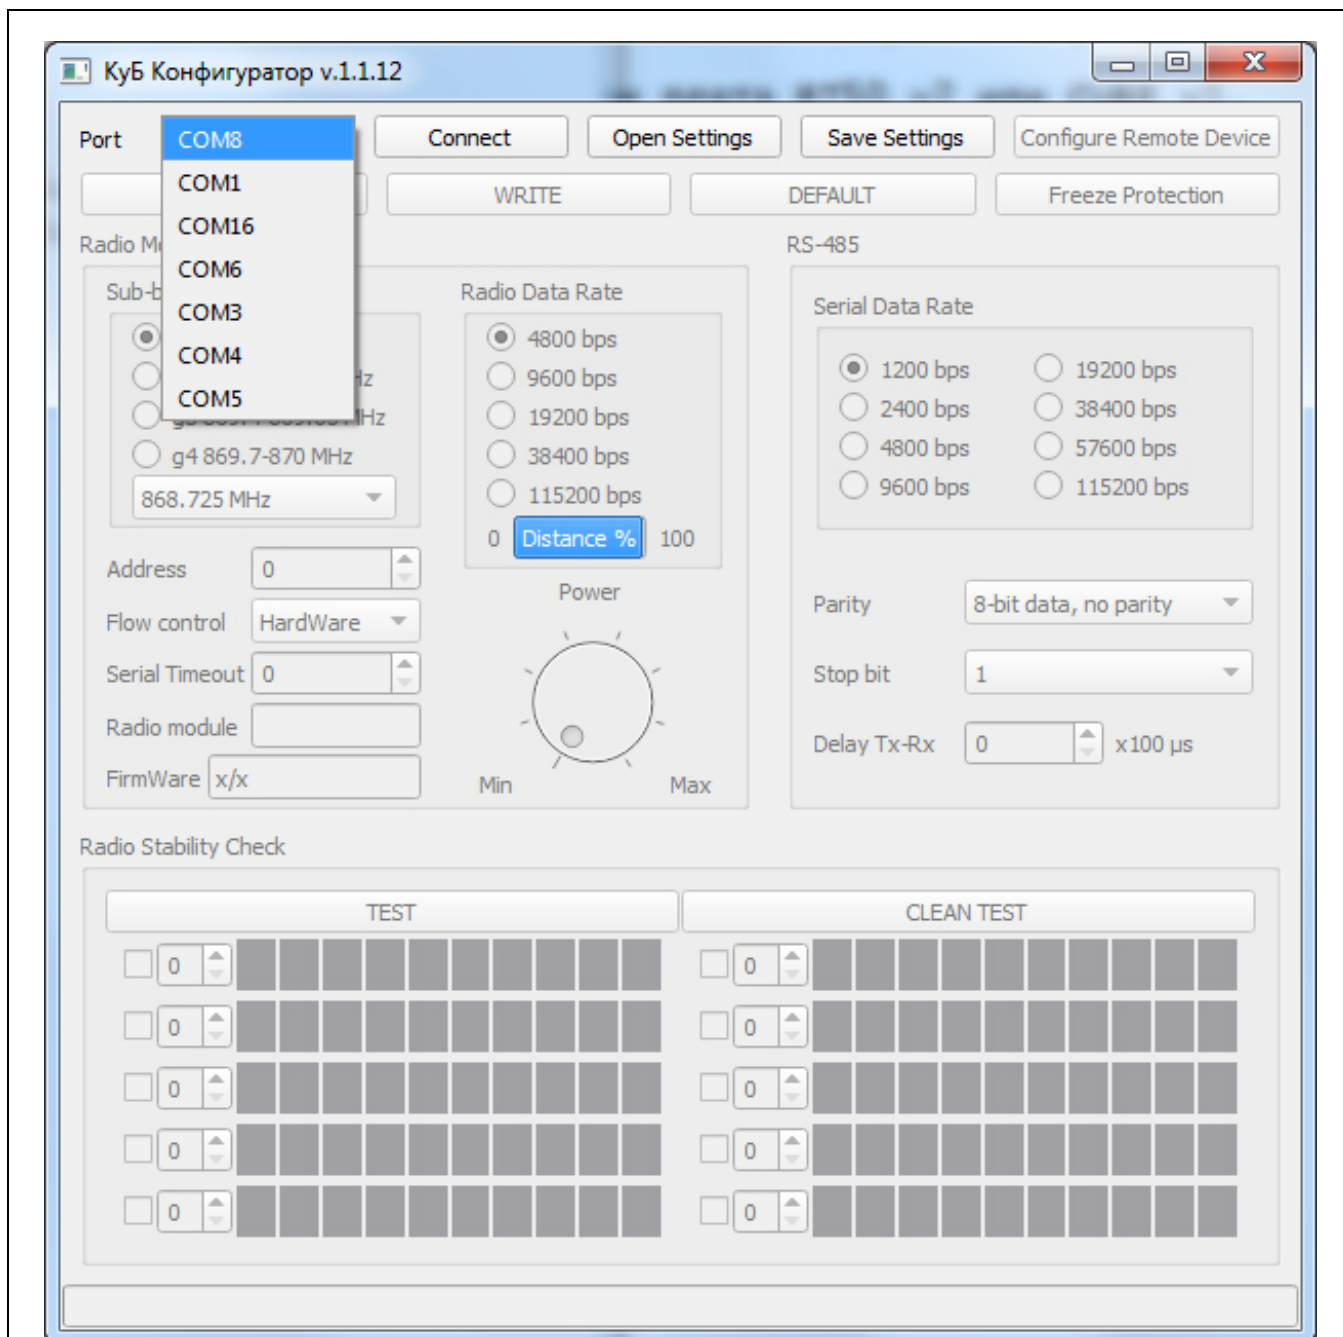 КуБ Конфигуратор v.1.1.12
Port COM8 Connect Open Settings Save Settings Configure Remote Device
COM1 WRITE DEFAULT Freeze Protection
COM16
COM6
COM3
COM4
COM5
Radio RS-485
Radio Data Rate
4800 bps
9600 bps
19200 bps
38400 bps
115200 bps
0 Distance % 100
g4 869.7-870 MHz
868.725 MHz
Address 0
Flow control HardWare
Serial Timeout 0
Radio module
FirmWare x/x
Power
Min Max
Serial Data Rate
1200 bps 19200 bps
2400 bps 38400 bps
4800 bps 57600 bps
9600 bps 115200 bps
Parity 8-bit data, no parity
Stop bit 1
Delay Tx-Rx 0 x100 µs
Radio Stability Check
TEST CLEAN TEST
0 0
0 0
0 0
0 0
0 0